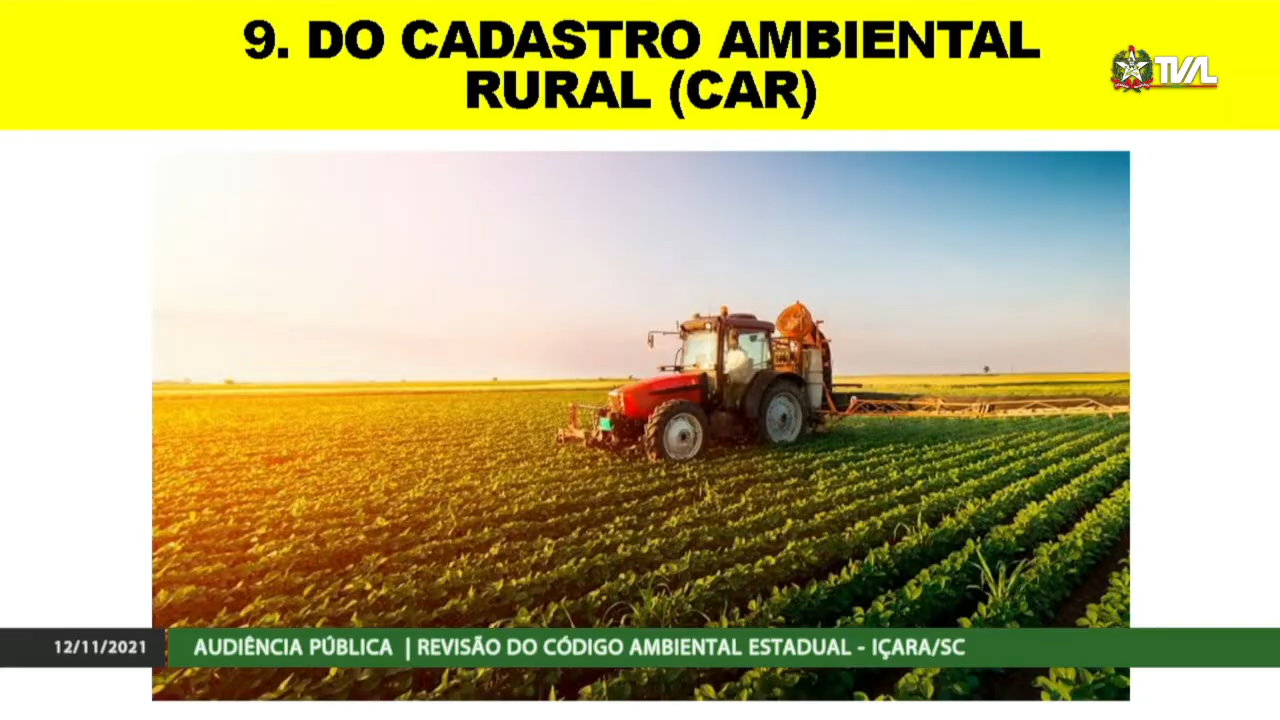 9. DO CADASTRO AMBIENTAL
RURAL (CAR)
TVAL
12/11/2021
AUDIÊNCIA PÚBLICA | REVISÃO DO CÓDIGO AMBIENTAL ESTADUAL - IÇARA/SC